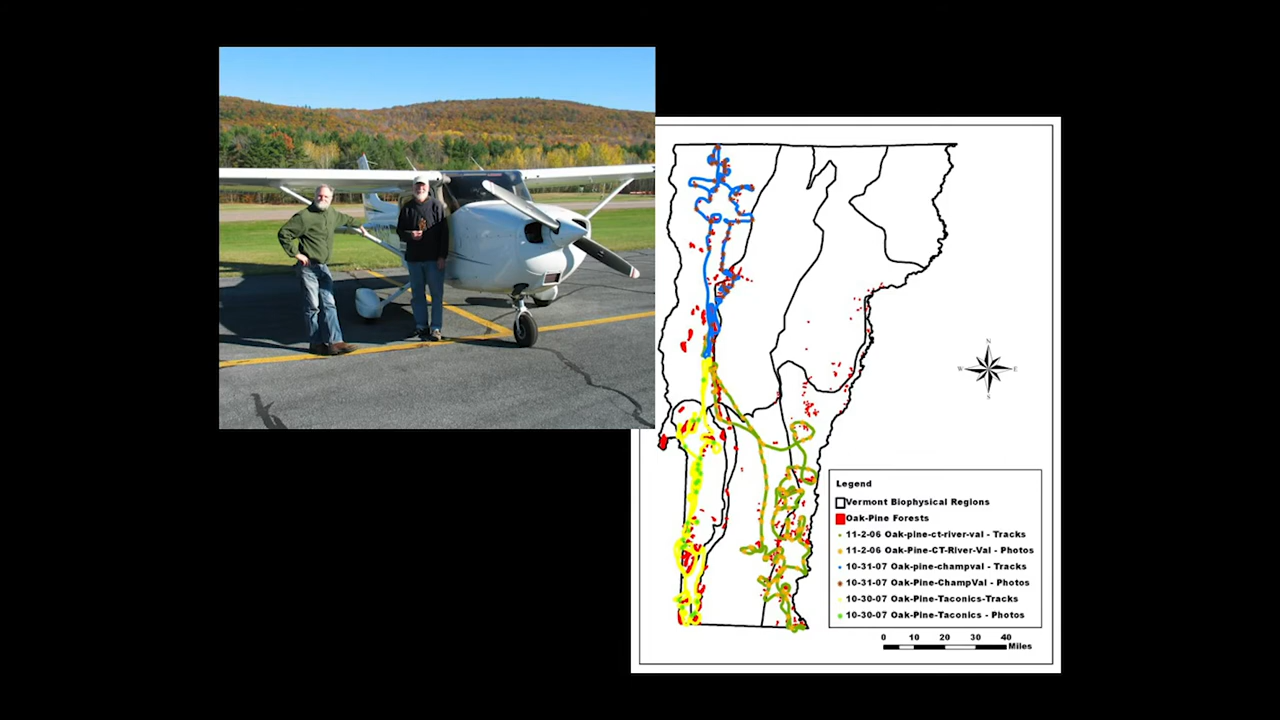 N
W E
S
Legend
Vermont Biophysical Regions
Oak-Pine Forests
11-2-06 Oak-pine-ct-river-val - Tracks
11-2-06 Oak-Pine-CT-River-Val - Photos
10-31-07 Oak-pine-champval - Tracks
10-31-07 Oak-Pine-ChampVal - Photos
10-30-07 Oak-Pine-Taconics-Tracks
10-30-07 Oak-Pine-Taconics - Photos
0 10 20 30 40
Miles